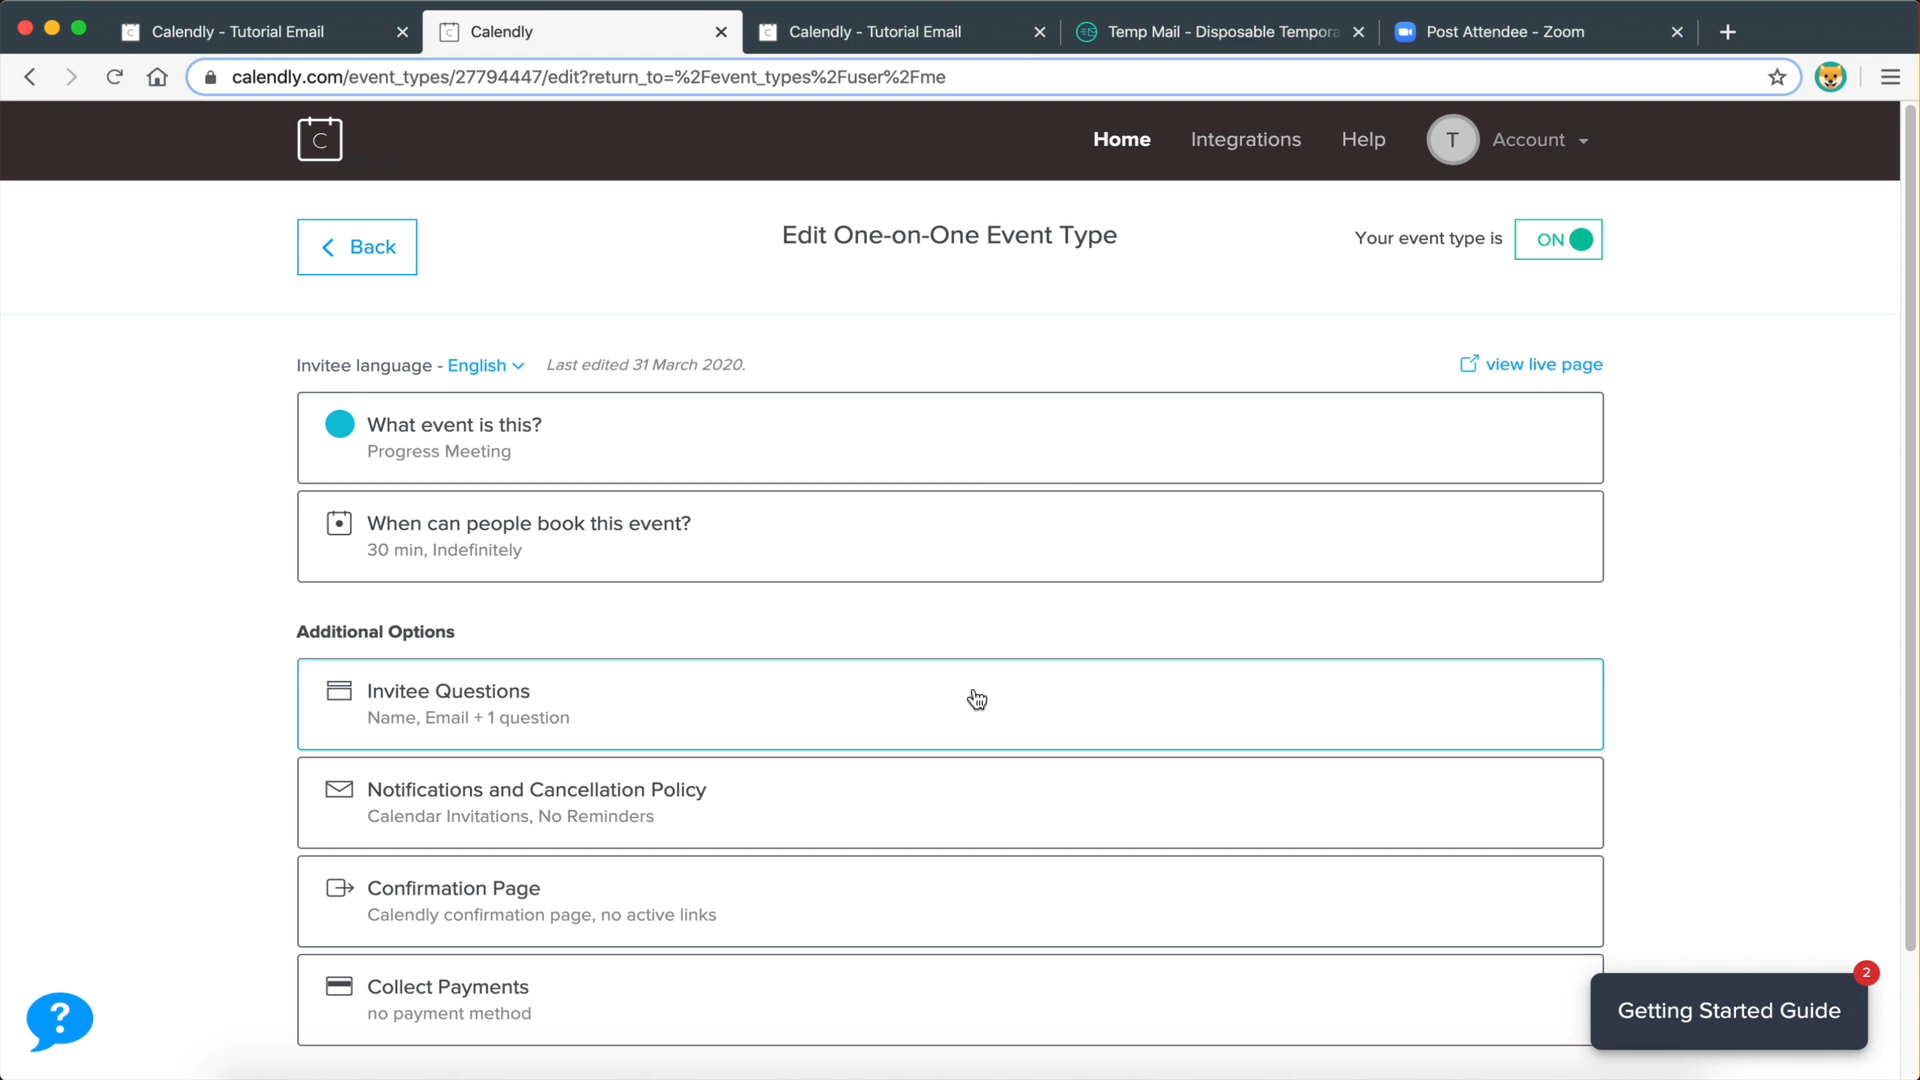 Calendly - Tutorial Email
Calendly
Calendly - Tutorial Email
Temp Mail - Disposable Tempora
Post Attendee - Zoom
calendly.com/event_types/27794447/edit?return_to=%2Fevent_types%2Fuser%2Fme
C
Home
Integrations
Help
T
Account
Back
Edit One-on-One Event Type
Your event type is
ON
Invitee language - English
Last edited 31 March 2020.
view live page
What event is this?
Progress Meeting
When can people book this event?
30 min, Indefinitely
Additional Options
Invitee Questions
Name, Email + 1 question
Notifications and Cancellation Policy
Calendar Invitations, No Reminders
Confirmation Page
Calendly confirmation page, no active links
Collect Payments
no payment method
?
2
Getting Started Guide